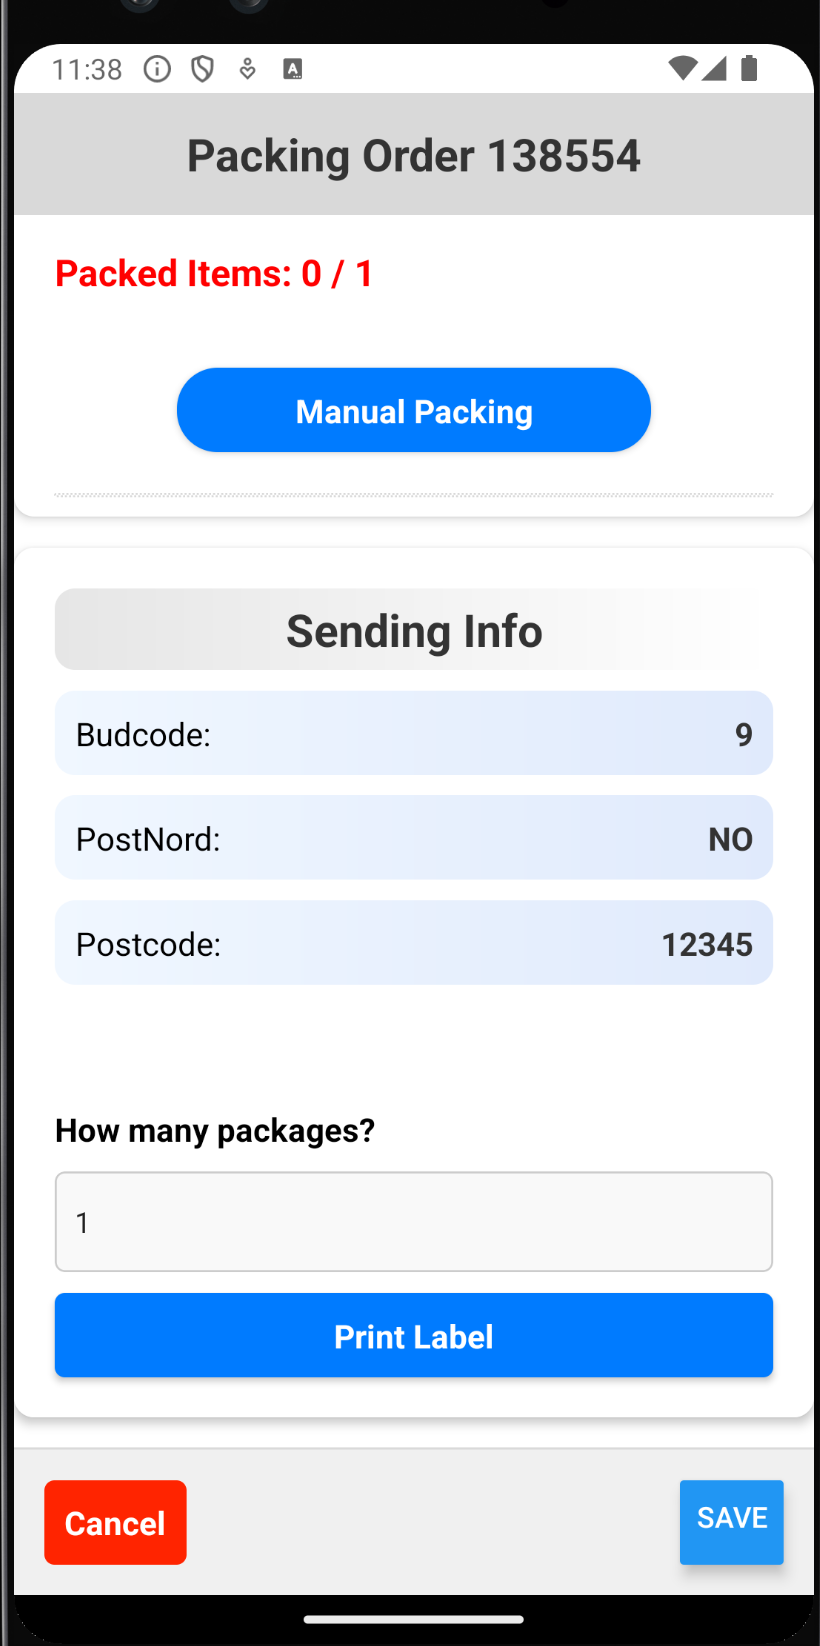 11:38
Packing Order 138554
Packed Items: 0 / 1
Manual Packing
Sending Info
Budcode: 9
PostNord: NO
Postcode: 12345
How many packages?
1
Print Label
Cancel SAVE